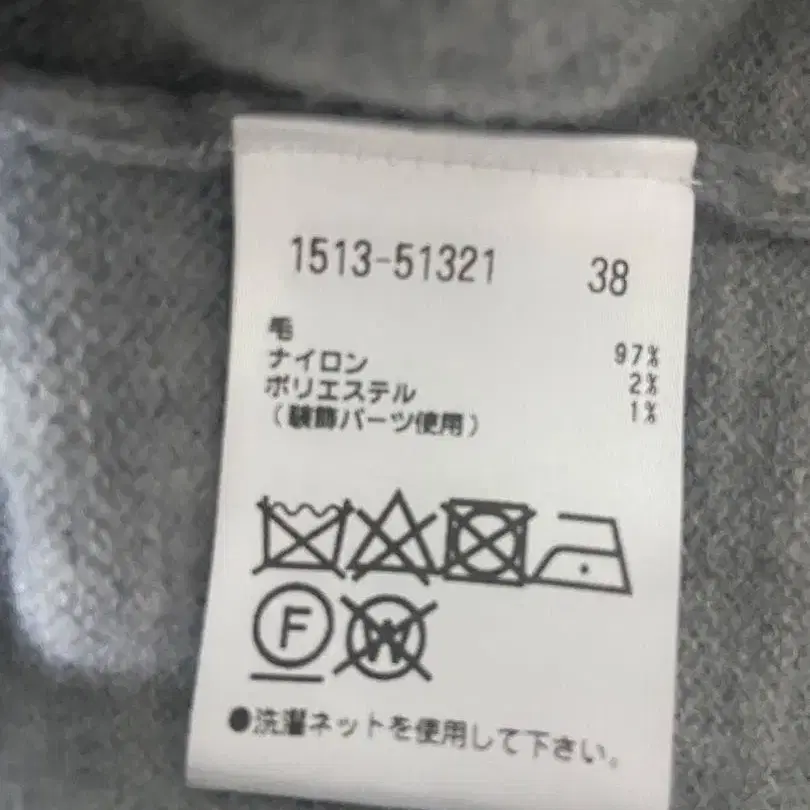 1513-51321 38
毛 97%
ナイロン 2%
ポリエステル 1%
(装飾パーツ使用)
F W
●洗濯ネットを使用して下さい。